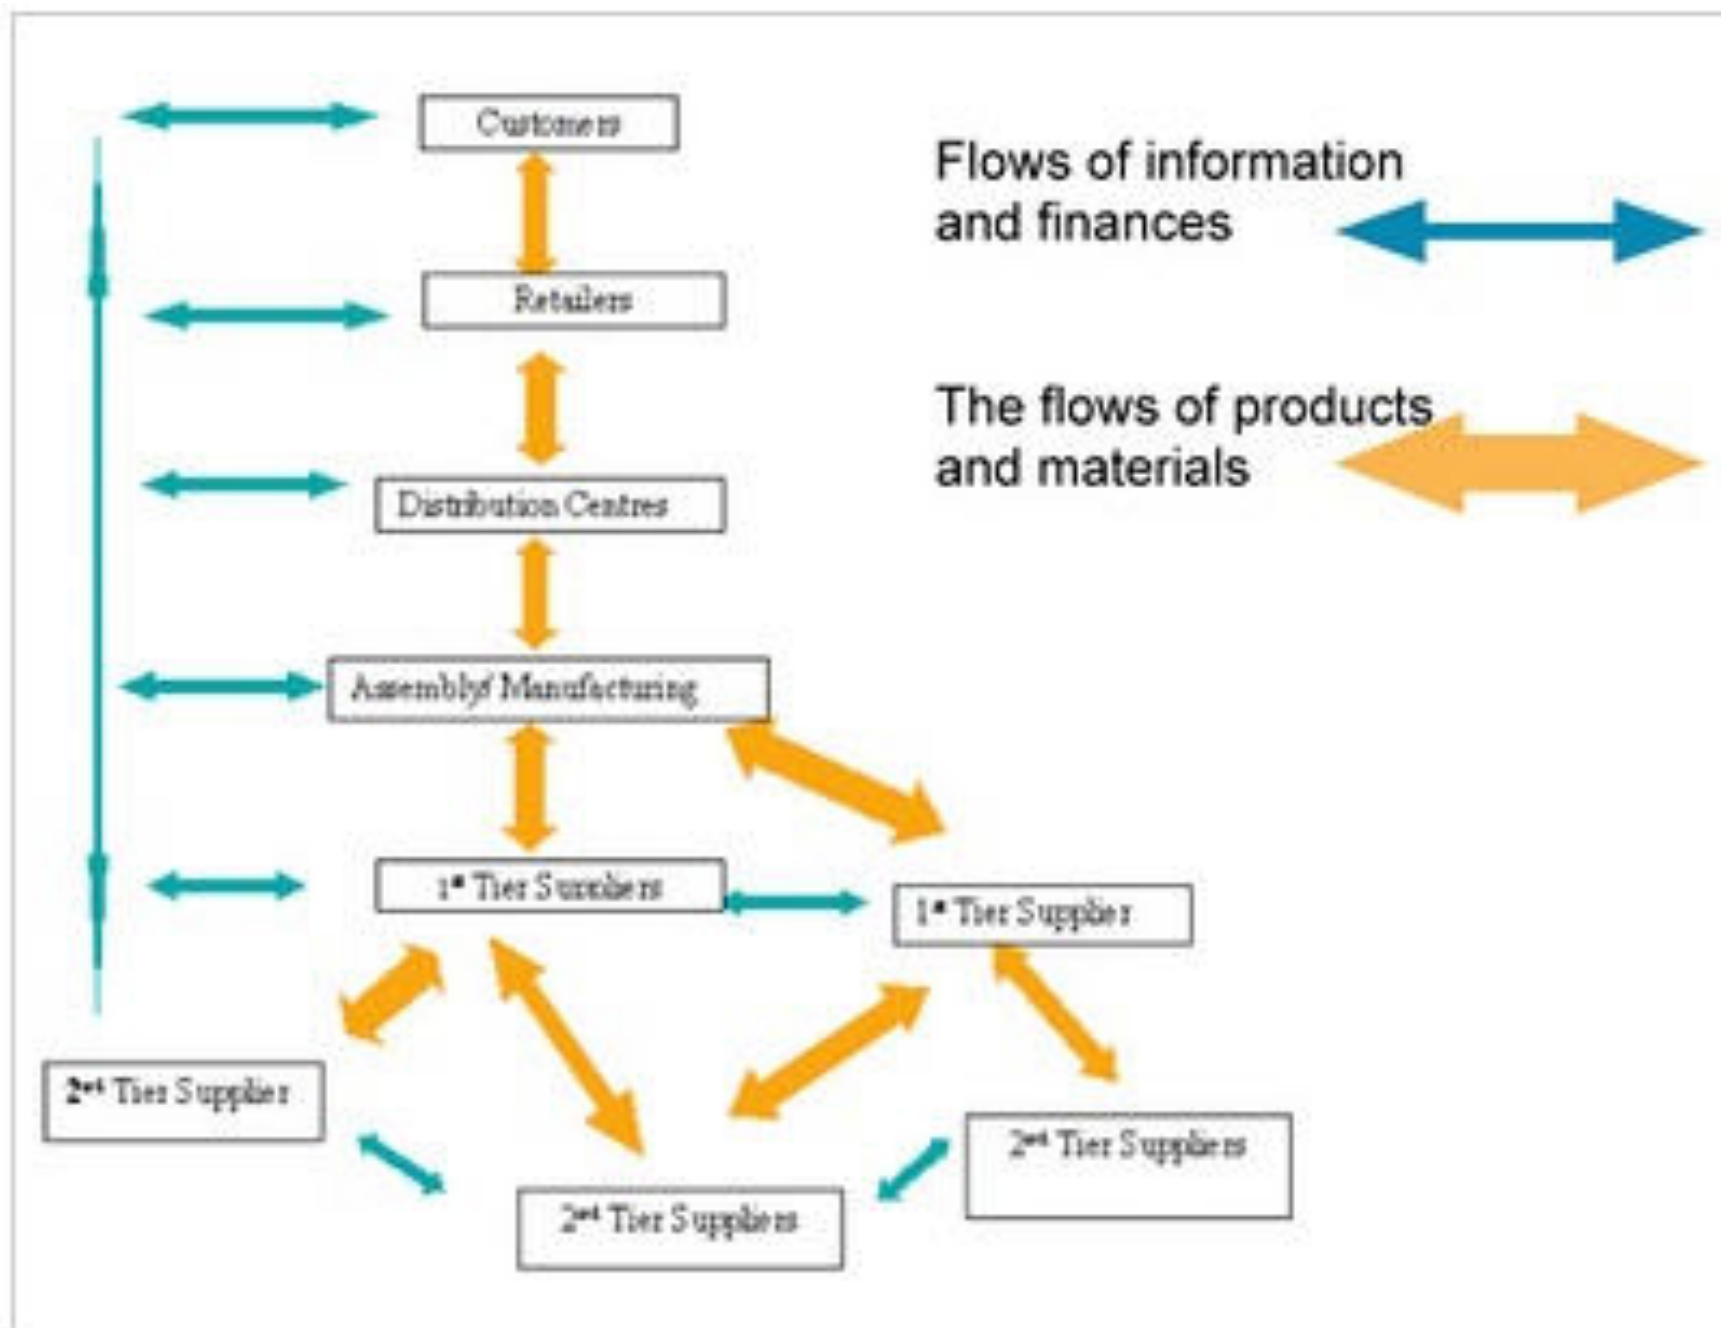 Customers
Flows of information
and finances
Retailers
The flows of products
and materials
Distribution Centres
Assembly/ Manufacturing
1st Tier Suppliers
1st Tier Supplier
2nd Tier Supplier
2nd Tier Suppliers
2nd Tier Suppliers